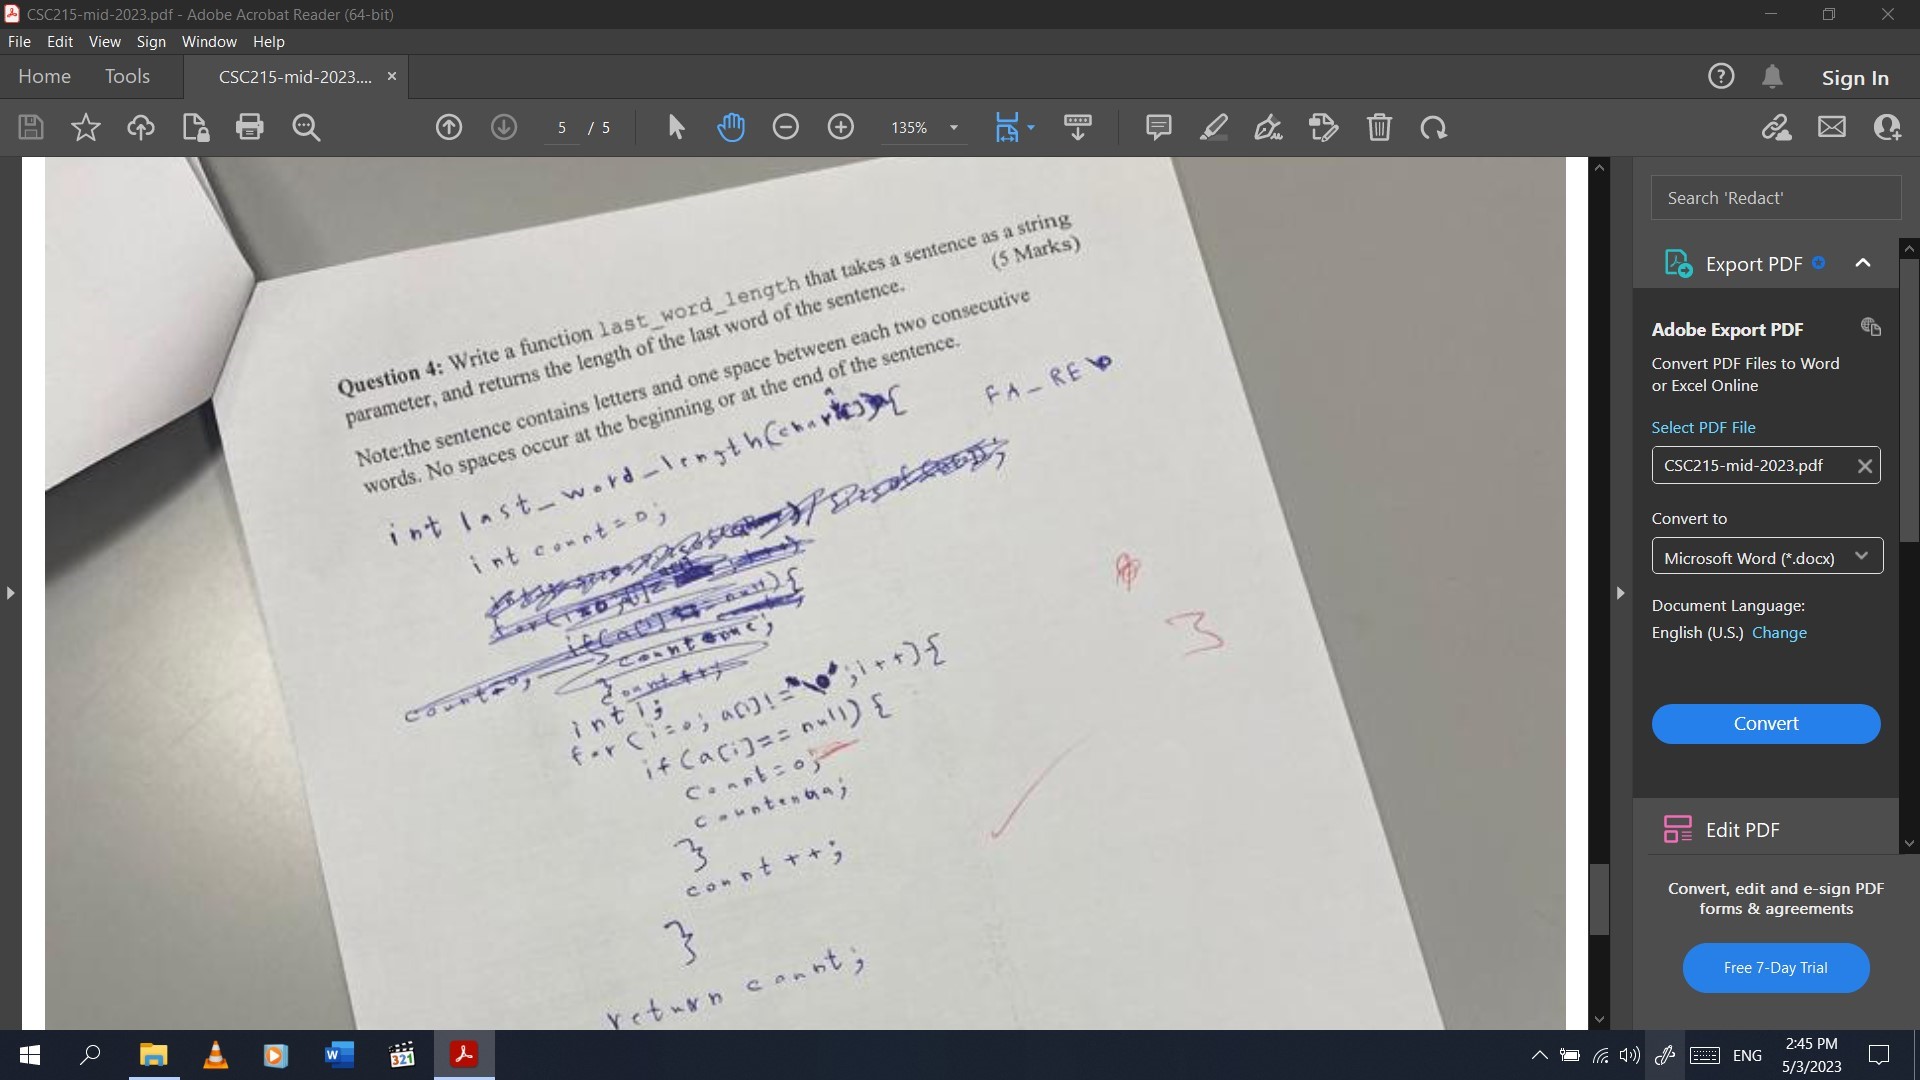 CSC215-mid-2023.pdf - Adobe Acrobat Reader (64-bit)
File Edit View Sign Window Help
Home Tools CSC215-mid-2023.... × Sign In
5 / 5 135%
Question 4: Write a function last_word_length that takes a sentence as a string
parameter, and returns the length of the last word of the sentence. (5 Marks)
Note:the sentence contains letters and one space between each two consecutive
words. No spaces occur at the beginning or at the end of the sentence.
int last_word_length(char
int count=0;
int i;
for (i=0; a[i]!='\0';i++){
if(a[i]== null) {
count=0;
}
count++;
}
return count;
3
Search 'Redact'
Export PDF
Adobe Export PDF
Convert PDF Files to Word
or Excel Online
Select PDF File
CSC215-mid-2023.pdf
Convert to
Microsoft Word (*.docx)
Document Language:
English (U.S.) Change
Convert
Edit PDF
Convert, edit and e-sign PDF
forms & agreements
Free 7-Day Trial
ENG
2:45 PM
5/3/2023